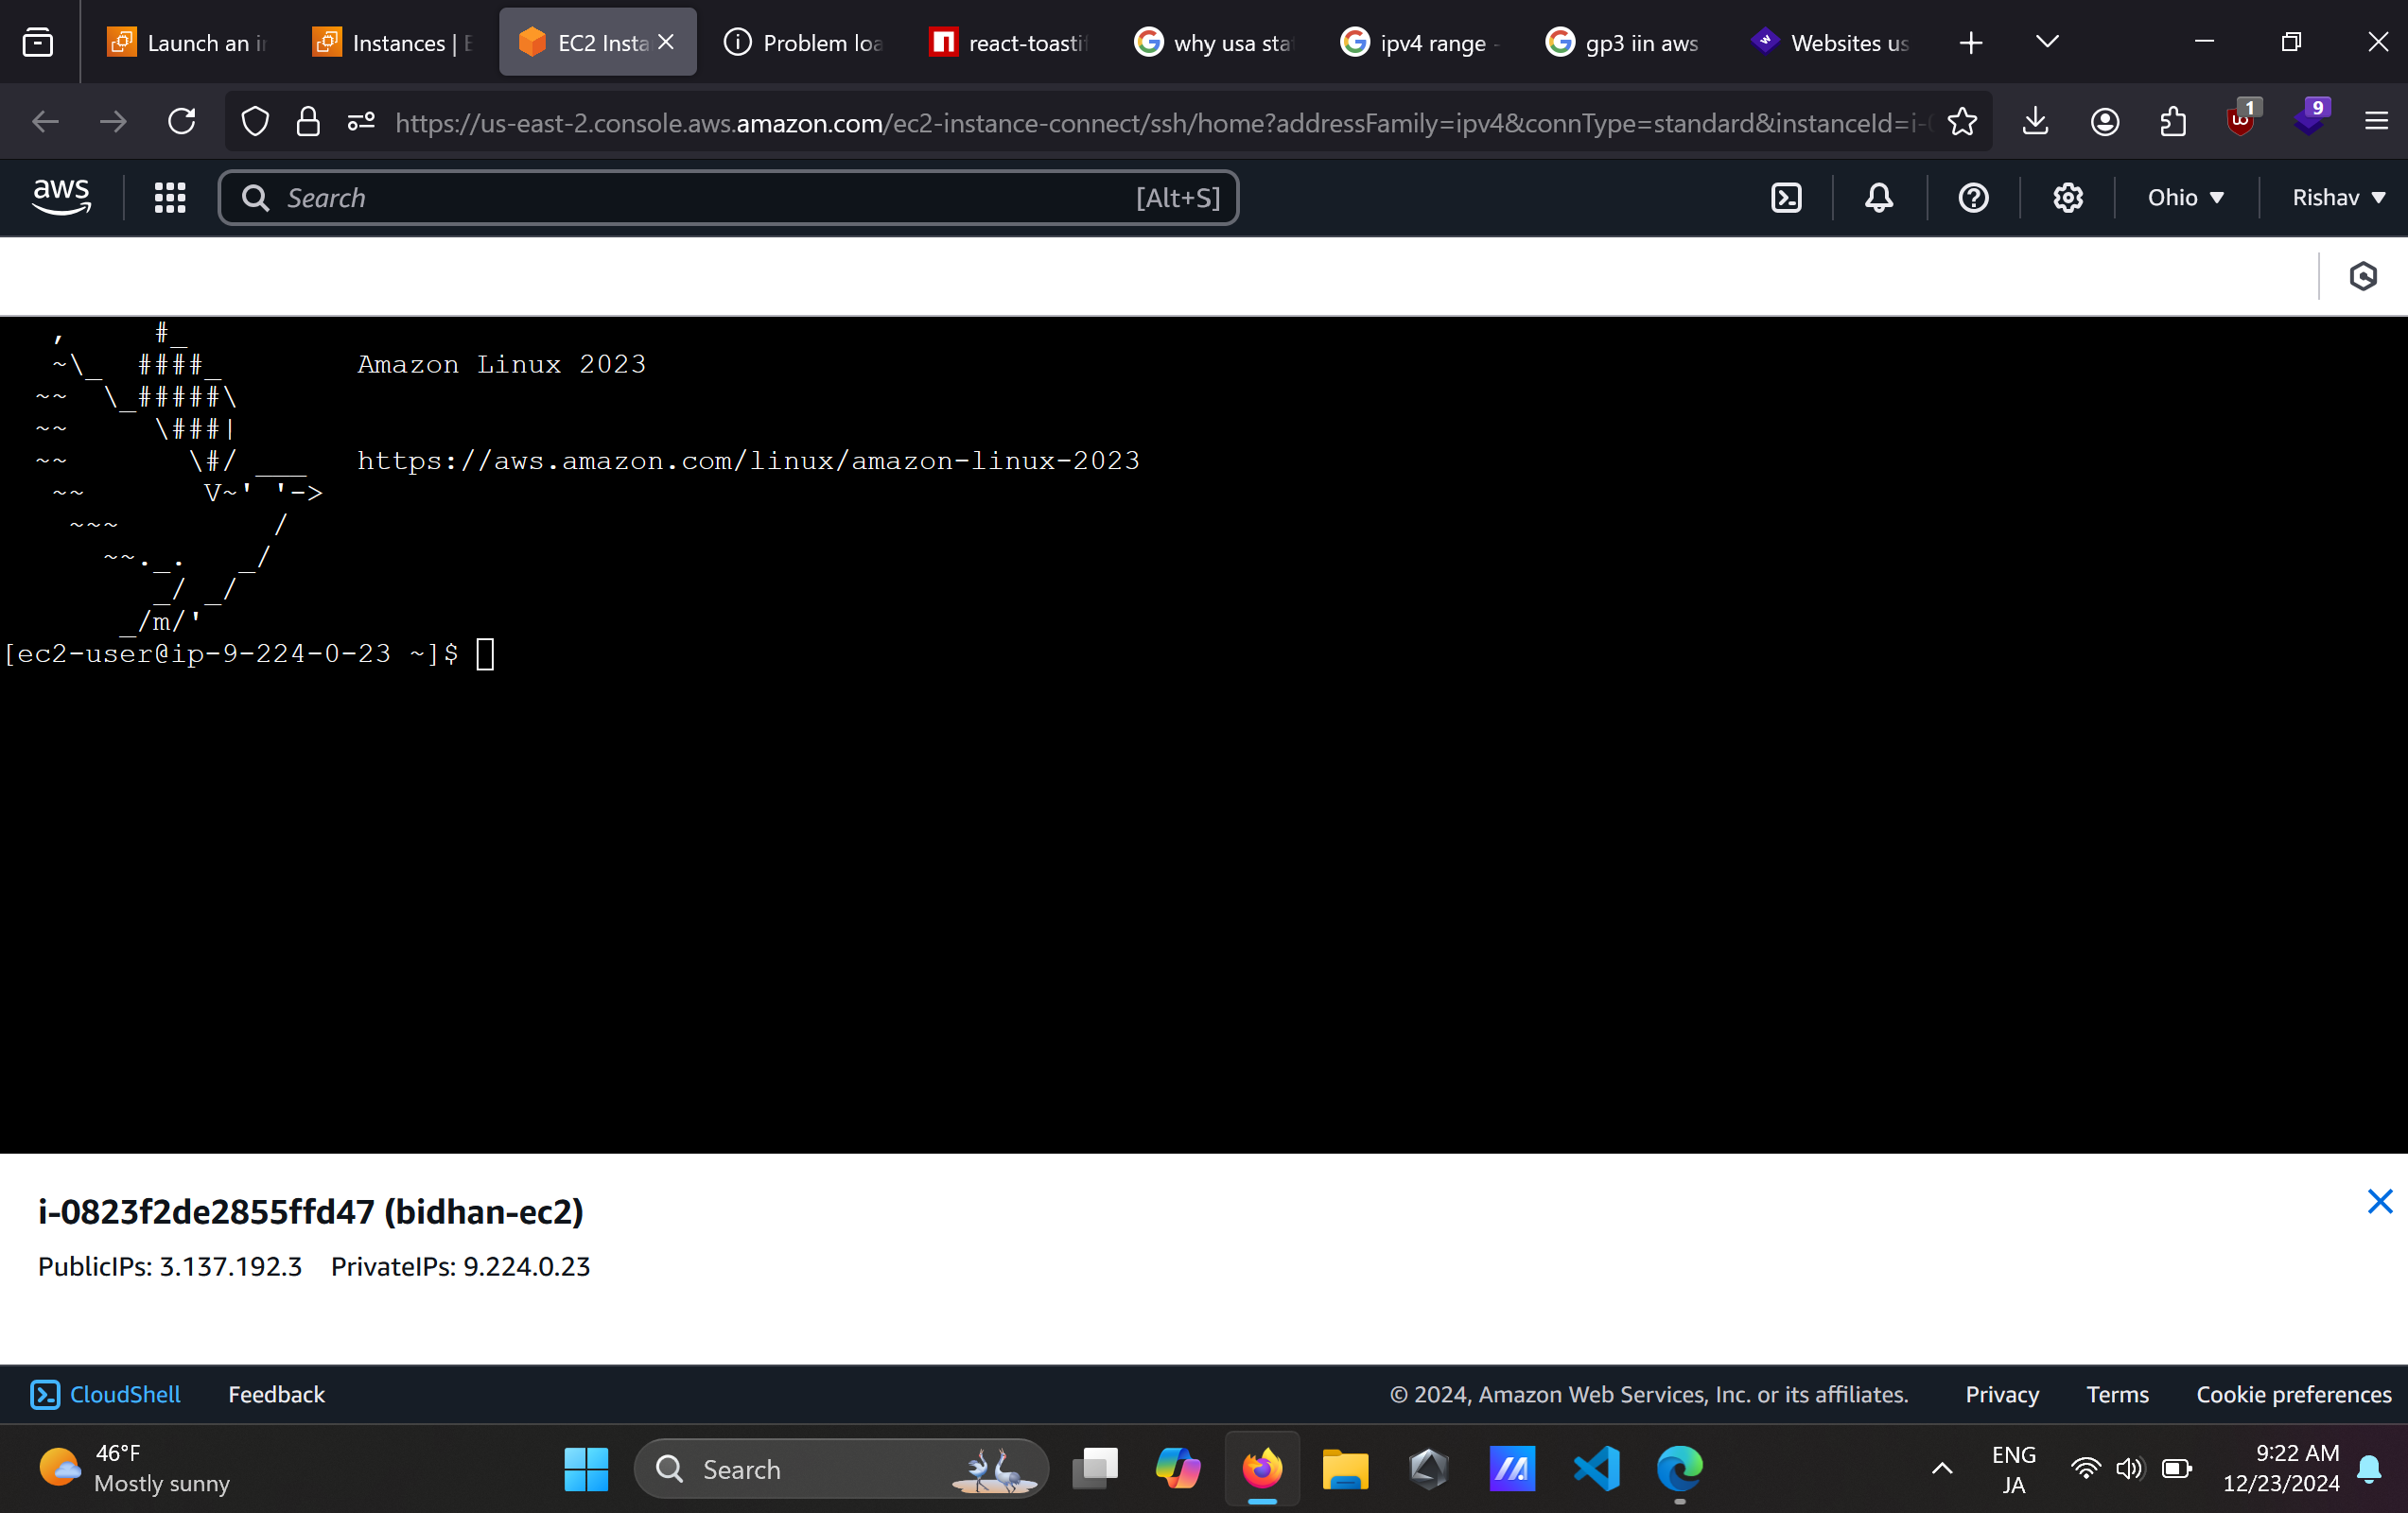 Launch an i
Instances | E
EC2 Insta
Problem loa
react-toastif
why usa sta
ipv4 range -
gp3 iin aws
Websites us
https://us-east-2.console.aws.amazon.com/ec2-instance-connect/ssh/home?addressFamily=ipv4&connType=standard&instanceId=i-0
1
9
aws
Search
[Alt+S]
Ohio
Rishav
   ,     #_
   ~\_  ####_        Amazon Linux 2023
  ~~  \_#####\
  ~~     \###|
  ~~       \#/ ___   https://aws.amazon.com/linux/amazon-linux-2023
   ~~       V~' '->
    ~~~         /
      ~~._.   _/
         _/ _/
       _/m/'
[ec2-user@ip-9-224-0-23 ~]$
i-0823f2de2855ffd47 (bidhan-ec2)
PublicIPs: 3.137.192.3 PrivateIPs: 9.224.0.23
CloudShell
Feedback
© 2024, Amazon Web Services, Inc. or its affiliates.
Privacy
Terms
Cookie preferences
46°F
Mostly sunny
Search
ENG
JA
9:22 AM
12/23/2024